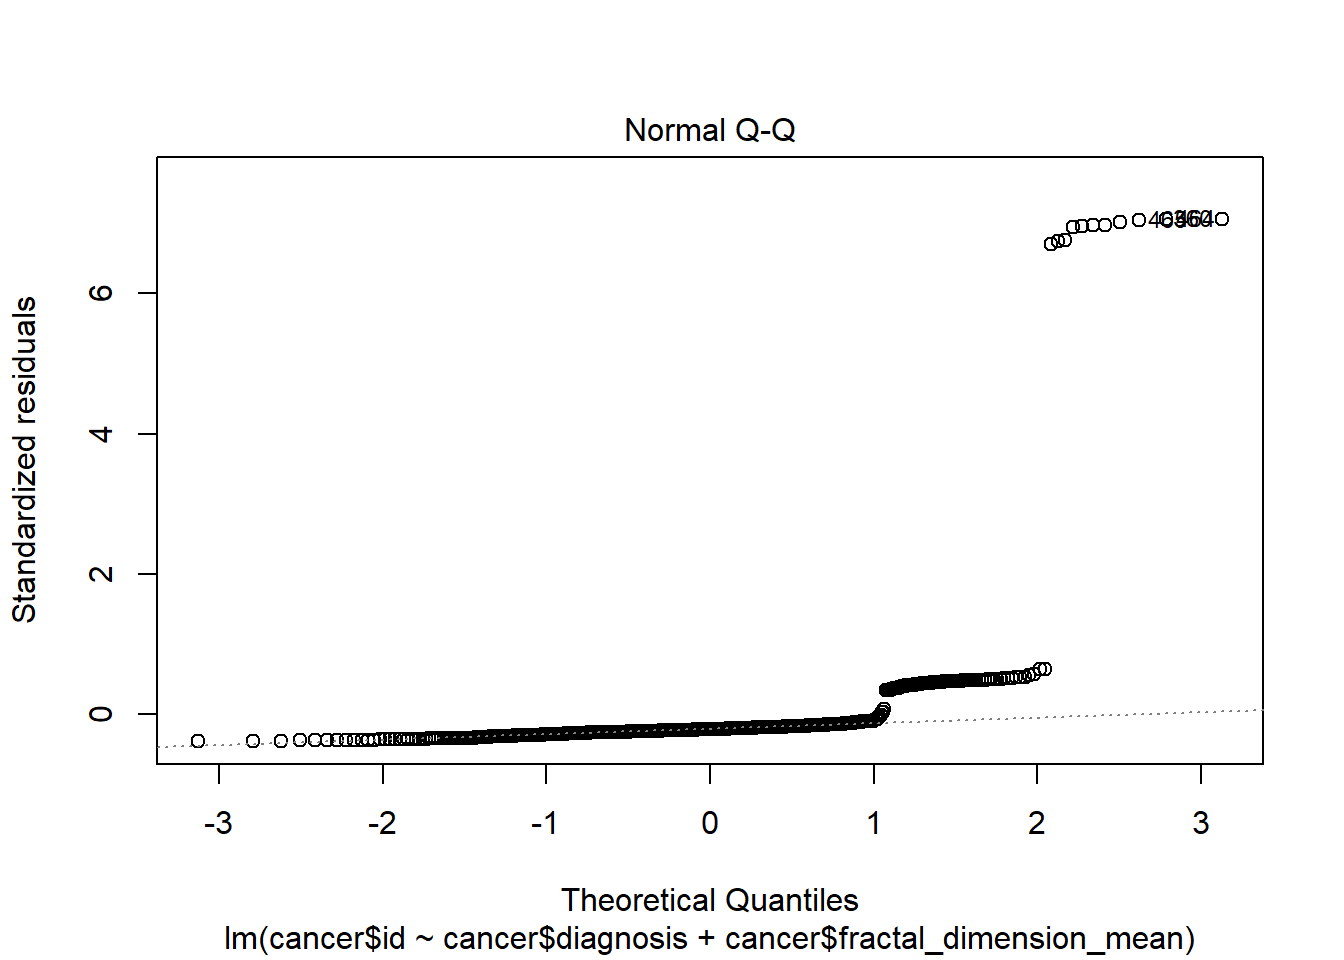 Normal Q-Q
Standardized residuals
6
4
2
0
-3
-2
-1
0
1
2
3
Theoretical Quantiles
lm(cancer$id ~ cancer$diagnosis + cancer$fractal_dimension_mean)